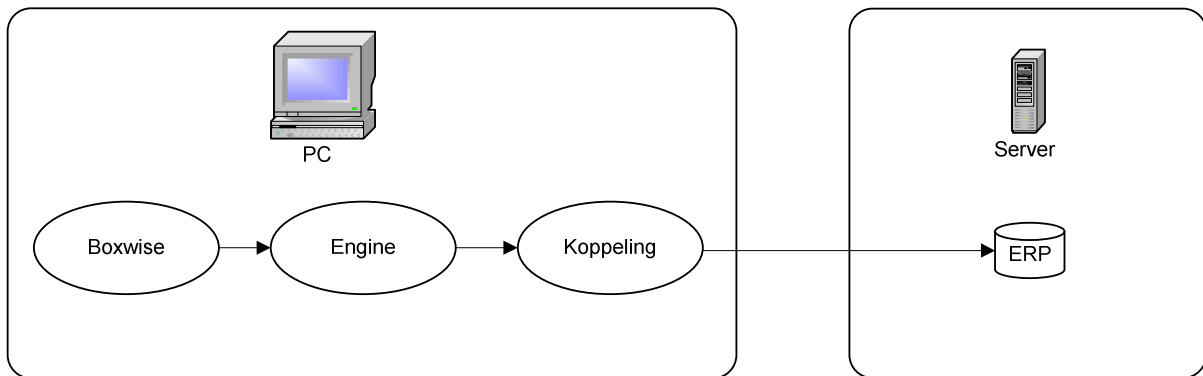 PC
Server
Boxwise
Engine
Koppeling
ERP